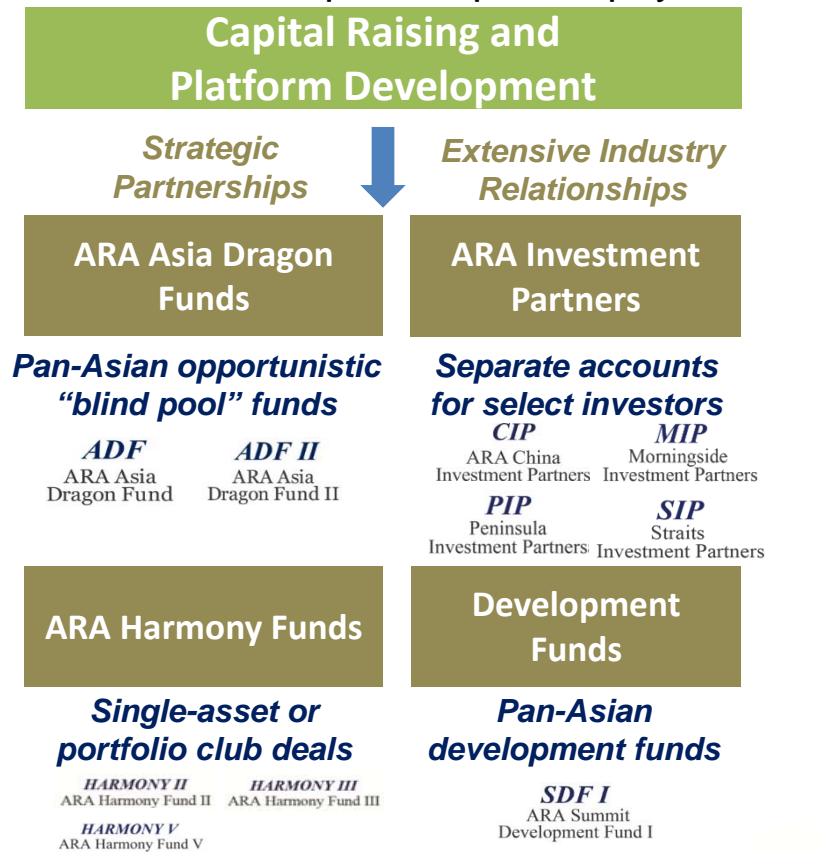 Capital Raising and
Platform Development
Strategic
Partnerships
Extensive Industry
Relationships
ARA Asia Dragon
Funds
ARA Investment
Partners
Pan-Asian opportunistic
“blind pool” funds
Separate accounts
for select investors
ADF
ARA Asia
Dragon Fund
ADF II
ARA Asia
Dragon Fund II
CIP
ARA China
Investment Partners
MIP
Morningside
Investment Partners
PIP
Peninsula
Investment Partners
SIP
Straits
Investment Partners
ARA Harmony Funds
Development
Funds
Single-asset or
portfolio club deals
Pan-Asian
development funds
HARMONY II
ARA Harmony Fund II
HARMONY III
ARA Harmony Fund III
HARMONY V
ARA Harmony Fund V
SDF I
ARA Summit
Development Fund I